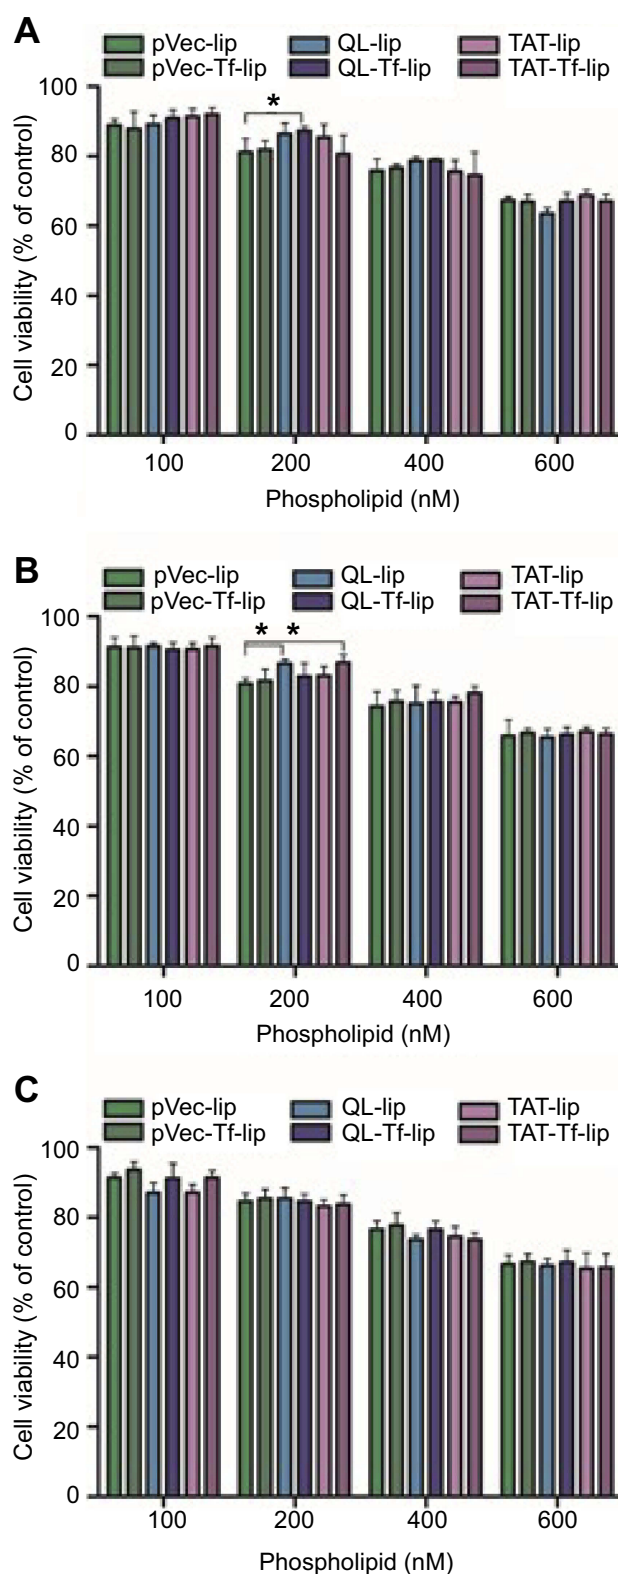 A
pVec-lip QL-lip TAT-lip
pVec-Tf-lip QL-Tf-lip TAT-Tf-lip
100
*
80
60
40
20
0
Cell viability (% of control)
100 200 400 600
Phospholipid (nM)
B
pVec-lip QL-lip TAT-lip
pVec-Tf-lip QL-Tf-lip TAT-Tf-lip
100
* *
80
60
40
20
0
Cell viability (% of control)
100 200 400 600
Phospholipid (nM)
C
pVec-lip QL-lip TAT-lip
pVec-Tf-lip QL-Tf-lip TAT-Tf-lip
100
80
60
40
20
0
Cell viability (% of control)
100 200 400 600
Phospholipid (nM)